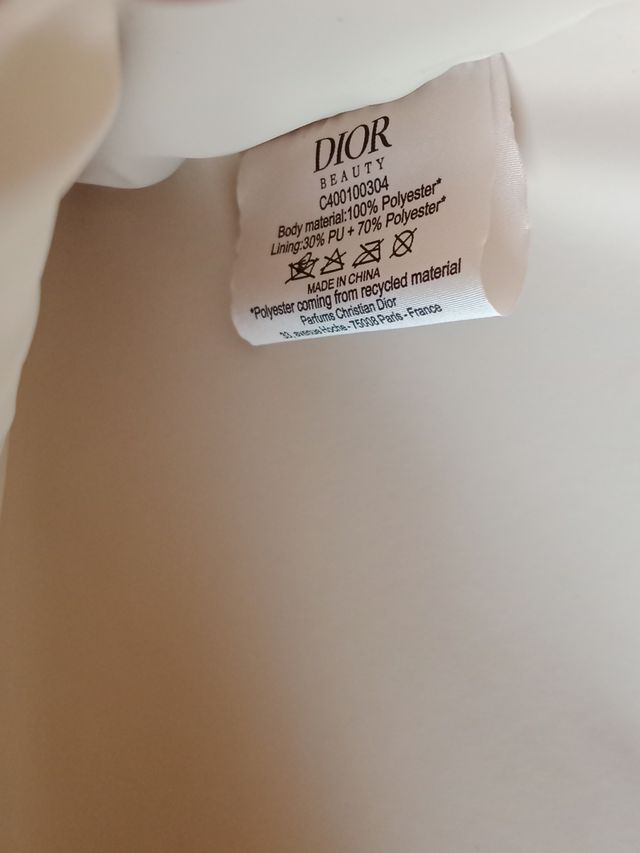 DIOR
BEAUTY
C400100304
Body material:100% Polyester*
Lining:30% PU + 70% Polyester*
MADE IN CHINA
*Polyester coming from recycled material
Parfums Christian Dior
33, avenue Hoche - 75008 Paris - France